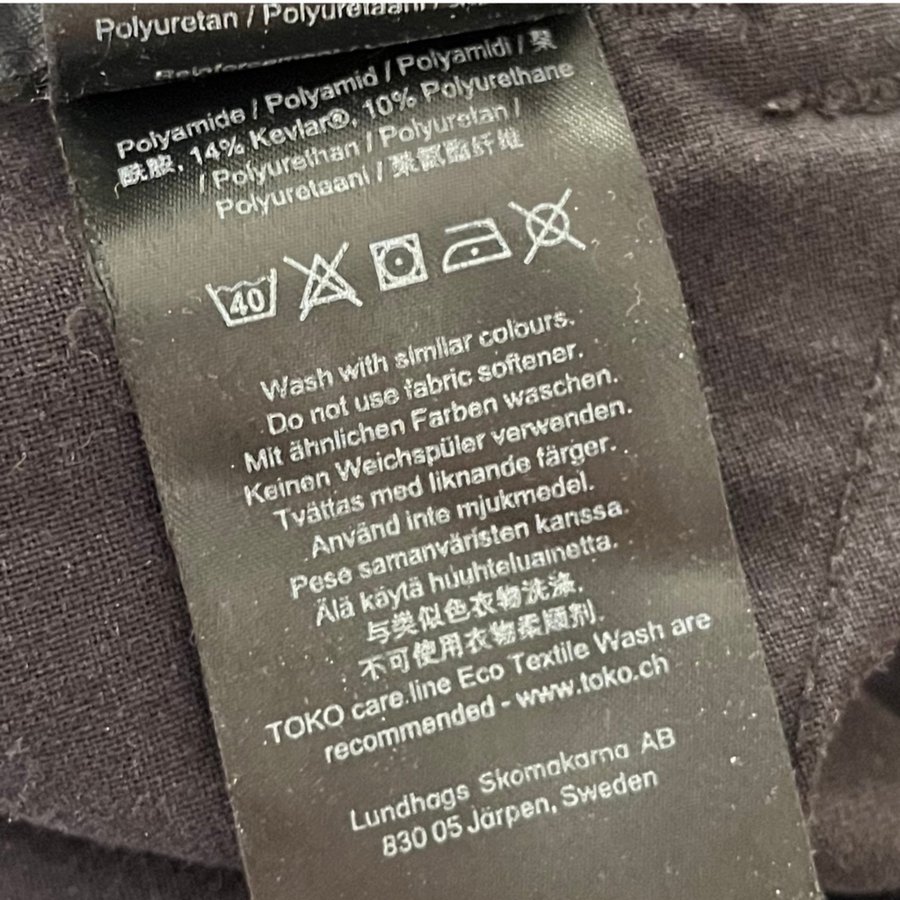 Polyuretan / Polyuretaani /
Reinforcement
Polyamide / Polyamid / Polyamidi / 聚
酰胺, 14% Kevlar®, 10% Polyurethane
/ Polyurethan / Polyuretan /
Polyuretaani / 聚氨酯纤维
40
Wash with similar colours.
Do not use fabric softener.
Mit ähnlichen Farben waschen.
Keinen Weichspüler verwenden.
Tvättas med liknande färger.
Använd inte mjukmedel.
Pese samanväristen kanssa.
Älä käytä huuhteluainetta.
与类似色衣物洗涤.
不可使用衣物柔顺剂.
TOKO care line Eco Textile Wash are
recommended - www.toko.ch
Lundhags Skomakarna AB
830 05 Järpen, Sweden